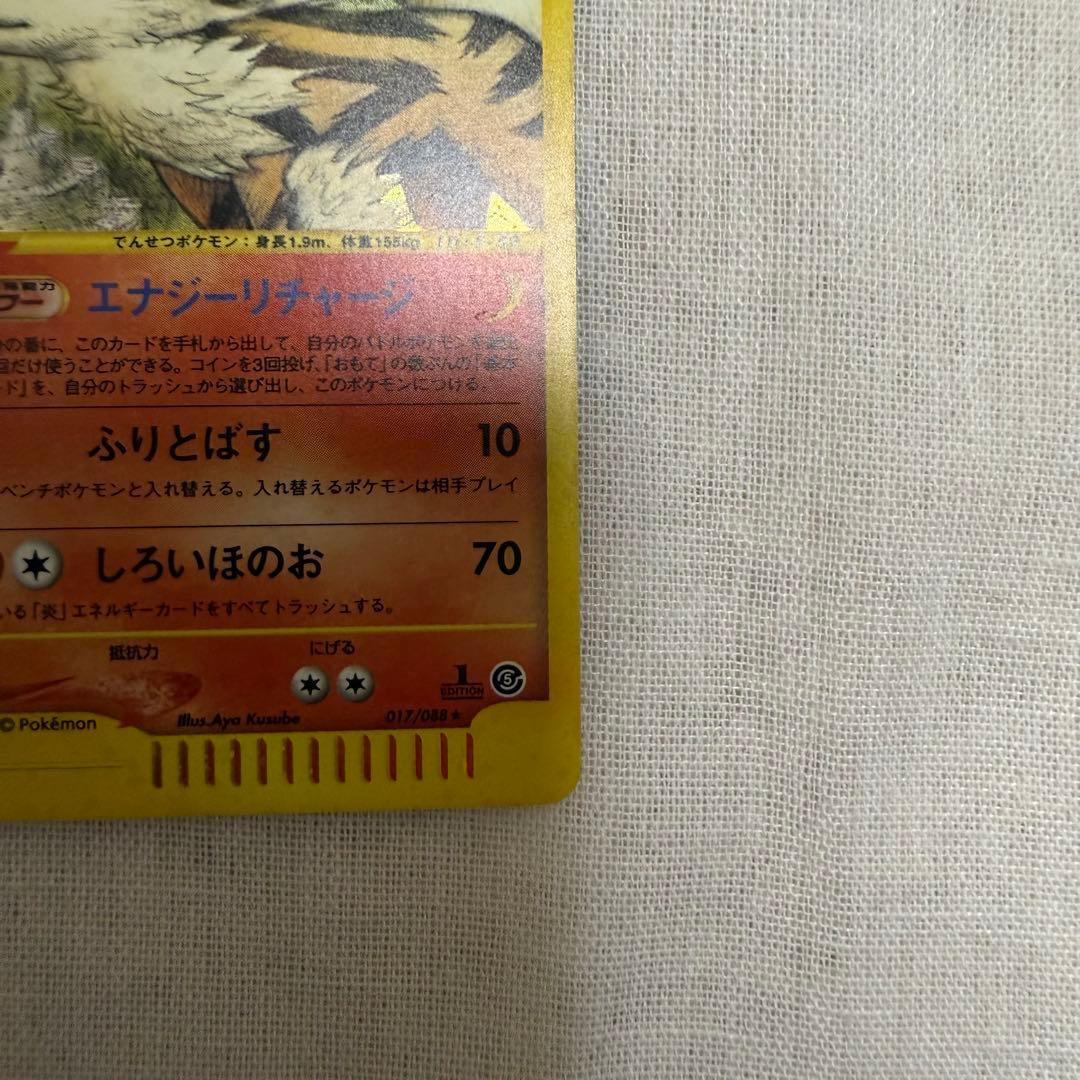 でんせつポケモン：身長1.9m、体重155kg
能力
ワー エナジーリチャージ
の番に、このカードを手札から出して、自分のバトルポケモンを
回だけ使うことができる。コインを3回投げ、「おもて」の数ぶんの「基本
ード」を、自分のトラッシュから選び出し、このポケモンにつける。
ふりとばす 10
ベンチポケモンと入れ替える。入れ替えるポケモンは相手プレイ
しろいほのお 70
いる「炎」エネルギーカードをすべてトラッシュする。
抵抗力 にげる
1 EDITION 5
© Pokémon Illus.Aya Kusube 017/088★